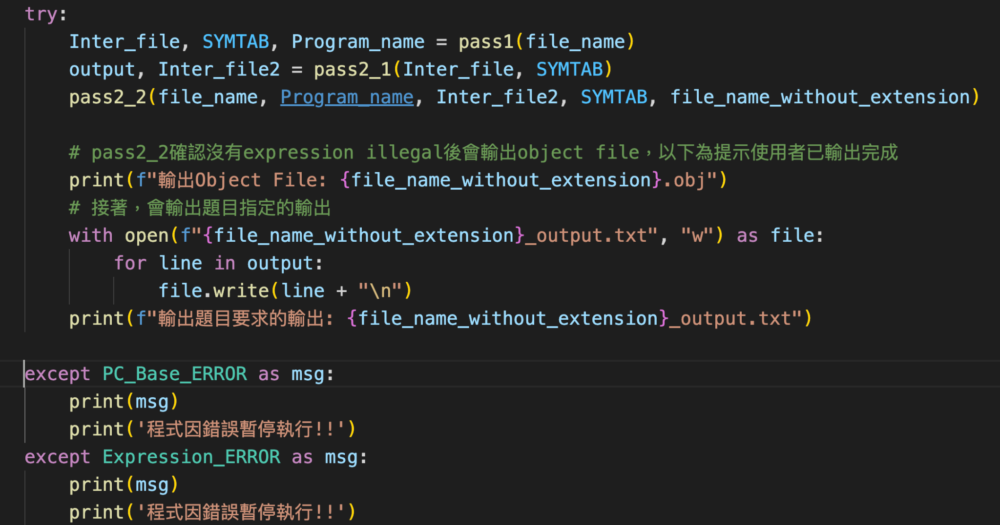 try:
    Inter_file, SYMTAB, Program_name = pass1(file_name)
    output, Inter_file2 = pass2_1(Inter_file, SYMTAB)
    pass2_2(file_name, Program_name, Inter_file2, SYMTAB, file_name_without_extension)

    # pass2_2確認沒有expression illegal後會輸出object file，以下為提示使用者已輸出完成
    print(f"輸出Object File: {file_name_without_extension}.obj")
    # 接著，會輸出題目指定的輸出
    with open(f"{file_name_without_extension}_output.txt", "w") as file:
        for line in output:
            file.write(line + "\n")
    print(f"輸出題目要求的輸出: {file_name_without_extension}_output.txt")

except PC_Base_ERROR as msg:
    print(msg)
    print('程式因錯誤暫停執行!!')
except Expression_ERROR as msg:
    print(msg)
    print('程式因錯誤暫停執行!!')